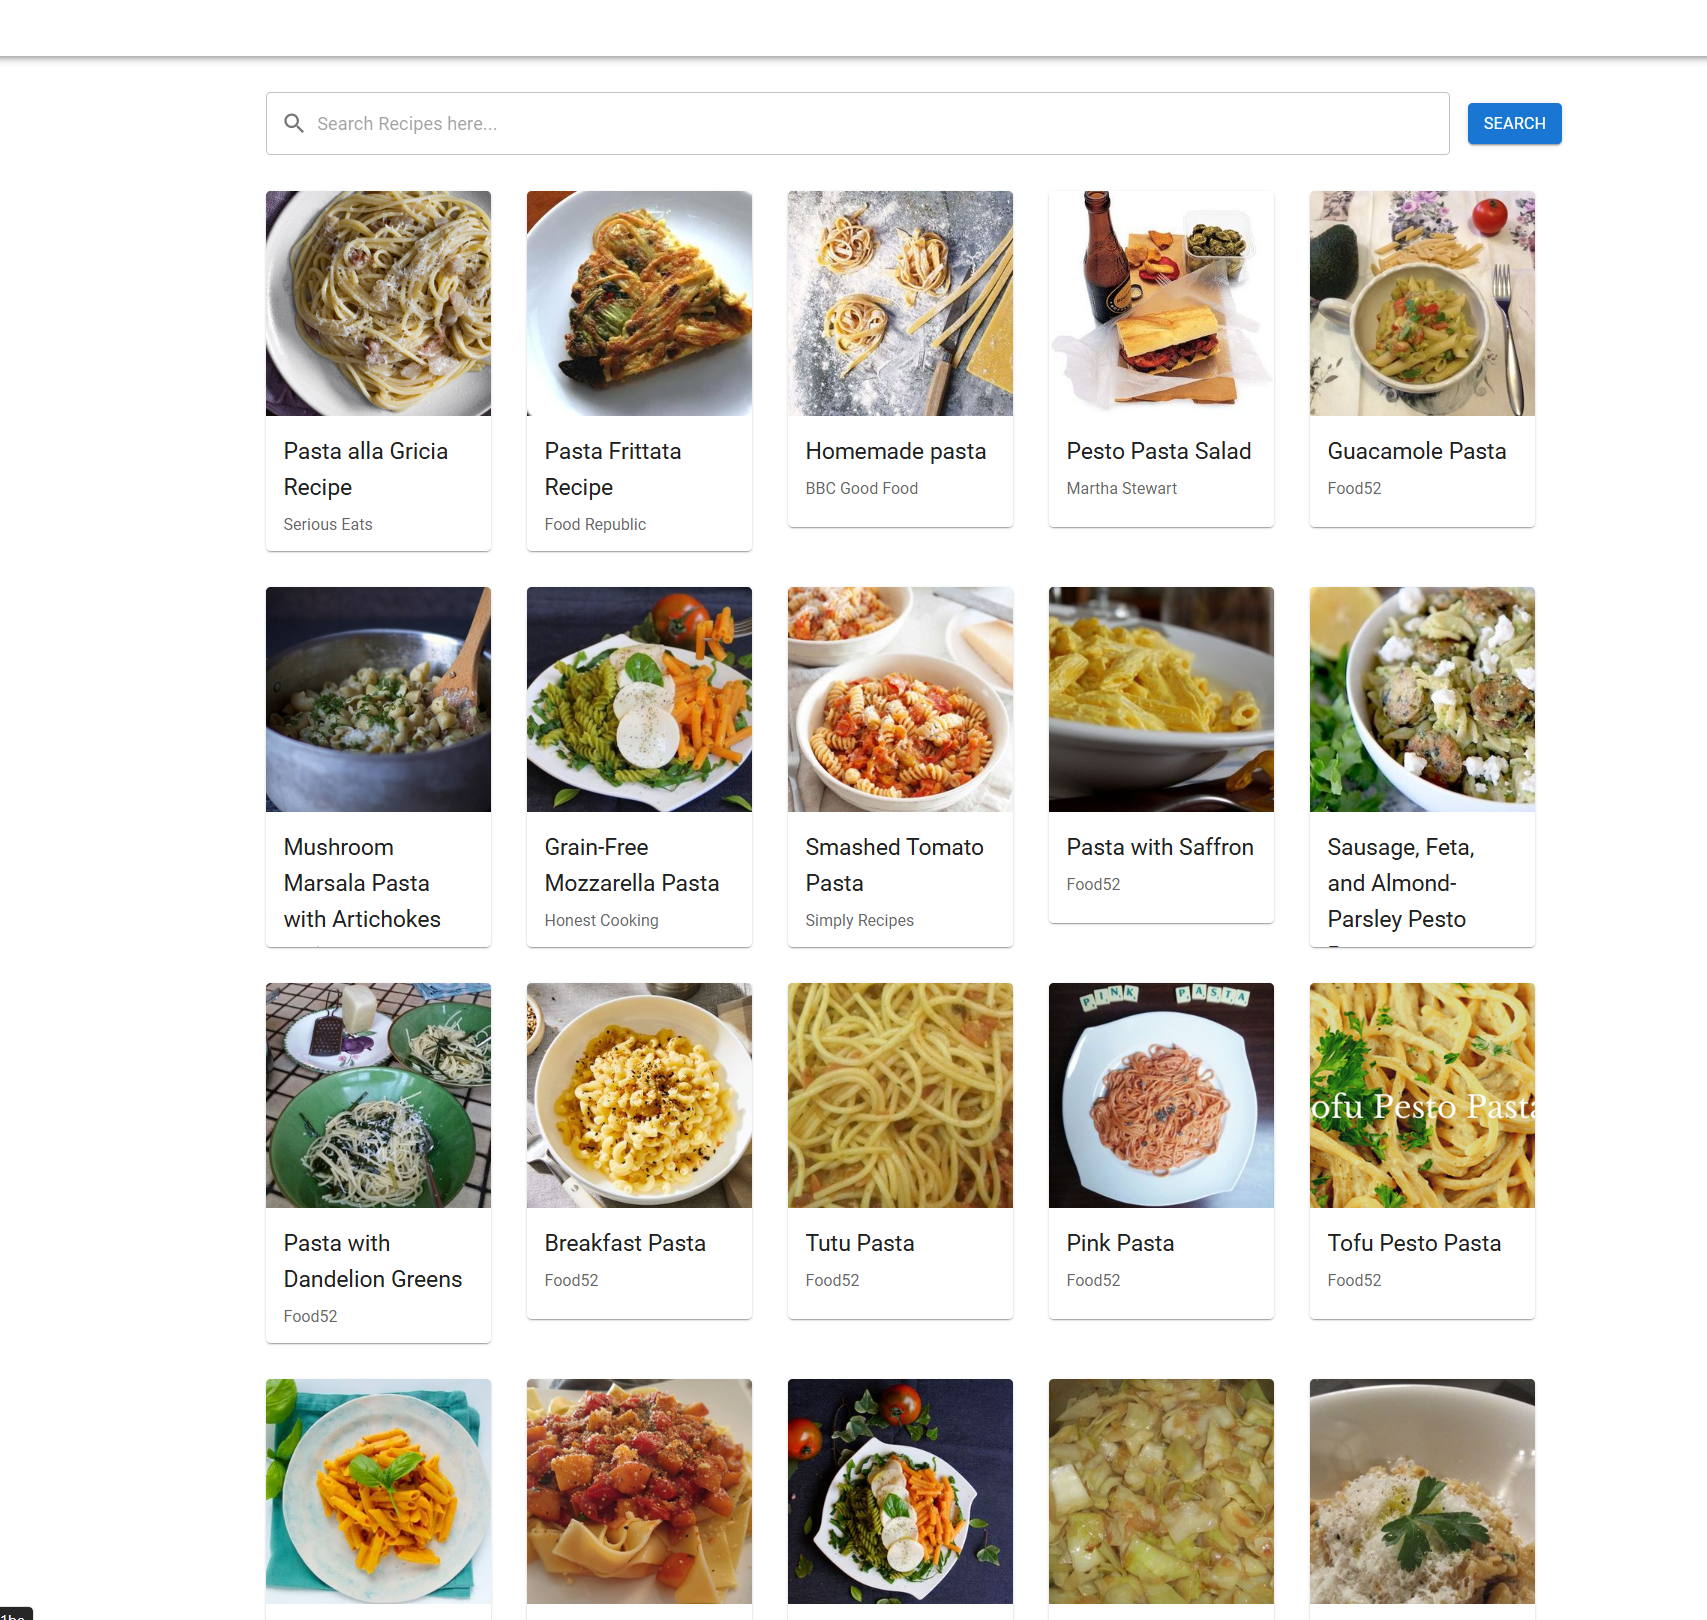 Search Recipes here...
SEARCH
Pasta alla Gricia
Recipe
Serious Eats
Pasta Frittata
Recipe
Food Republic
Homemade pasta
BBC Good Food
Pesto Pasta Salad
Martha Stewart
Guacamole Pasta
Food52
Mushroom
Marsala Pasta
with Artichokes
Grain-Free
Mozzarella Pasta
Honest Cooking
Smashed Tomato
Pasta
Simply Recipes
Pasta with Saffron
Food52
Sausage, Feta,
and Almond-
Parsley Pesto
PINK PASTA
ofu Pesto Pasta
Pasta with
Dandelion Greens
Food52
Breakfast Pasta
Food52
Tutu Pasta
Food52
Pink Pasta
Food52
Tofu Pesto Pasta
Food52